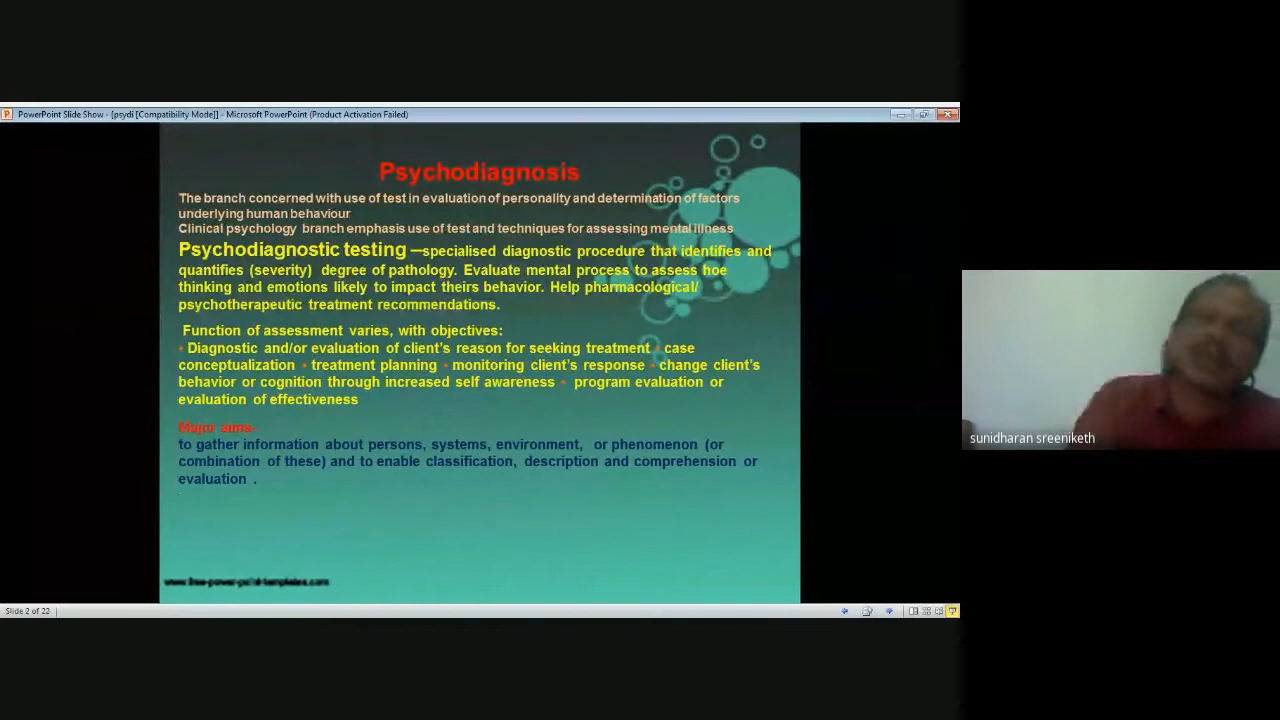 PowerPoint Slide Show - [psydi [Compatibility Mode]] - Microsoft PowerPoint (Product Activation Failed)
Psychodiagnosis
The branch concerned with use of test in evaluation of personality and determination of factors
underlying human behaviour
Clinical psychology branch emphasis use of test and techniques for assessing mental illness
Psychodiagnostic testing –specialised diagnostic procedure that identifies and
quantifies (severity) degree of pathology. Evaluate mental process to assess hoe
thinking and emotions likely to impact theirs behavior. Help pharmacological/
psychotherapeutic treatment recommendations.
Function of assessment varies, with objectives:
• Diagnostic and/or evaluation of client's reason for seeking treatment • case
conceptualization • treatment planning • monitoring client's response • change client's
behavior or cognition through increased self awareness • program evaluation or
evaluation of effectiveness
Major aims-
to gather information about persons, systems, environment, or phenomenon (or
combination of these) and to enable classification, description and comprehension or
evaluation .
www.free-power-point-templates.com
Slide 2 of 22
sunidharan sreeniketh